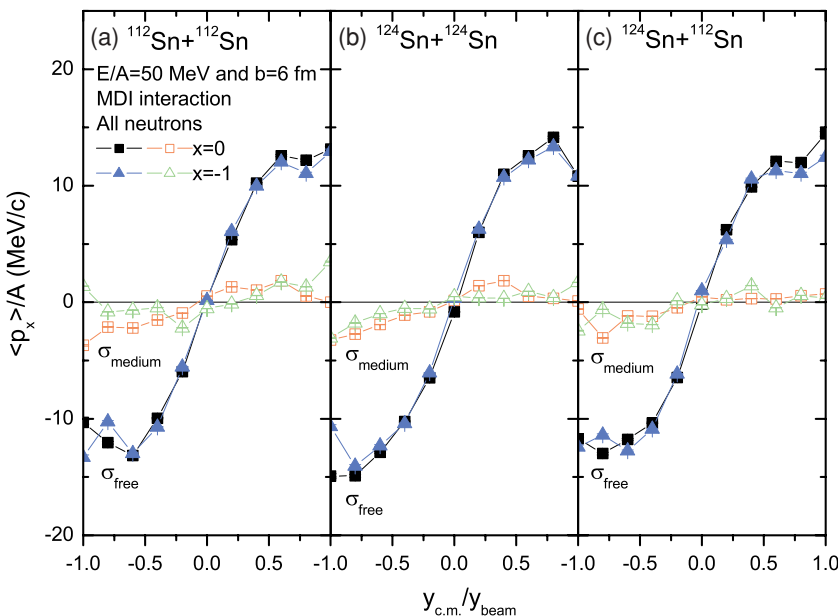 (a) ¹¹²Sn+¹¹²Sn
E/A=50 MeV and b=6 fm
MDI interaction
All neutrons
x=0
x=-1
σmedium
σfree
(b) ¹²⁴Sn+¹²⁴Sn
σmedium
σfree
(c) ¹²⁴Sn+¹¹²Sn
σmedium
σfree
20
10
0
-10
-20
<pₓ>/A (MeV/c)
-1.0 -0.5 0.0 0.5 -1.0 -0.5 0.0 0.5 -1.0 -0.5 0.0 0.5 1.0
yc.m./ybeam